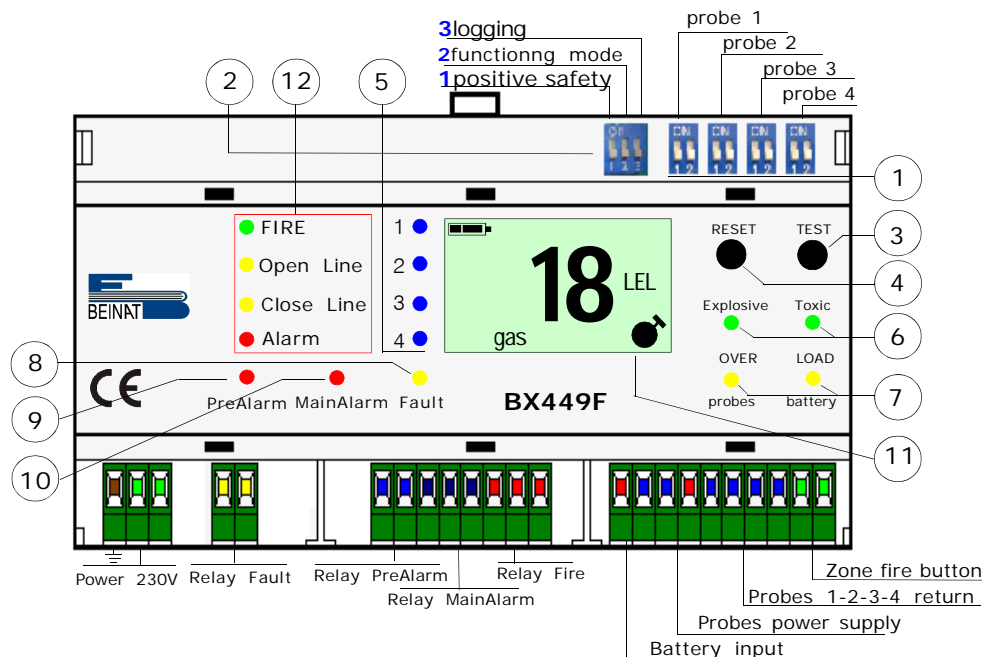 3logging
2functionng mode
1positive safety
probe 1
probe 2
probe 3
probe 4
2
12
5
ON
1 2 3
ON ON ON ON
1 2 1 2 1 2 1 2
1
FIRE
Open Line
Close Line
Alarm
1
2
3
4
18 LEL
gas
RESET TEST
3
4
Explosive Toxic
6
OVER LOAD
probes battery
7
BEINAT
CE
8
9
10
PreAlarm MainAlarm Fault
BX449F
11
Power 230V
Relay Fault
Relay PreAlarm
Relay Fire
Relay MainAlarm
Zone fire button
Probes 1-2-3-4 return
Probes power supply
Battery input